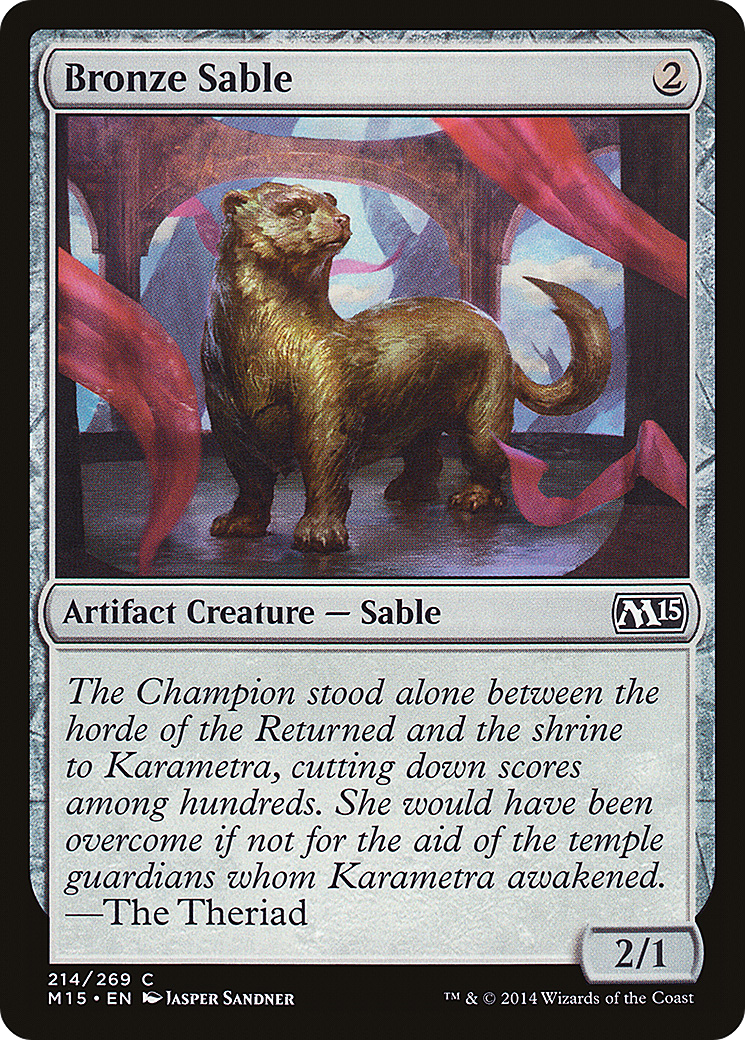 Bronze Sable 2
Artifact Creature — Sable M15
The Champion stood alone between the
horde of the Returned and the shrine
to Karametra, cutting down scores
among hundreds. She would have been
overcome if not for the aid of the temple
guardians whom Karametra awakened.
—The Theriad
2/1
214/269 C
M15 • EN Jasper Sandner ™ & © 2014 Wizards of the Coast